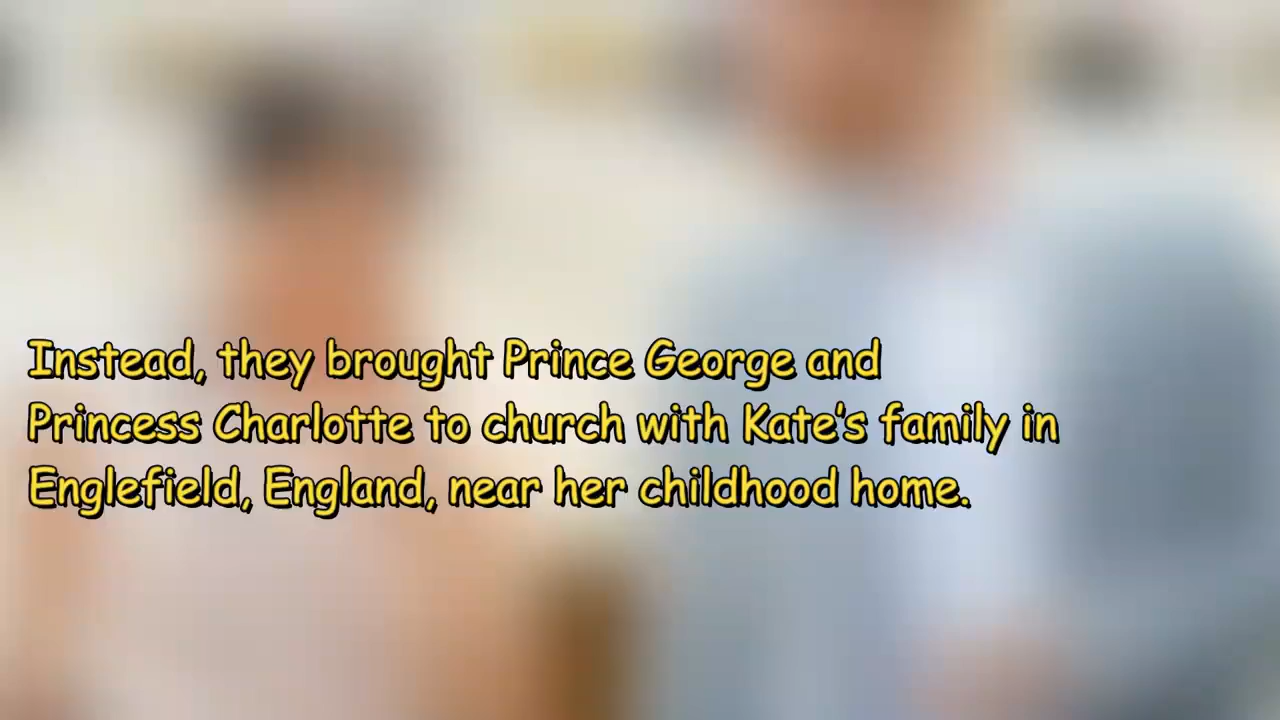 Instead, they brought Prince George and
Princess Charlotte to church with Kate's family in
Englefield, England, near her childhood home.